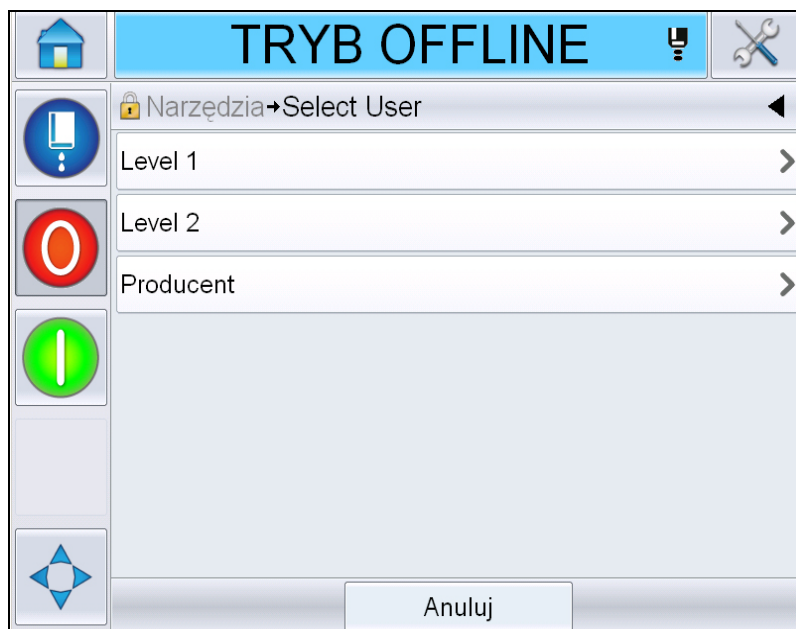 TRYB OFFLINE
Narzędzia→Select User
Level 1
Level 2
Producent
Anuluj